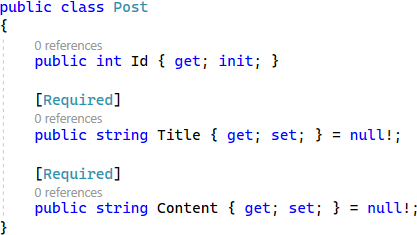 public class Post
{
0 references
public int Id { get; init; }
[Required]
0 references
public string Title { get; set; } = null!;
[Required]
0 references
public string Content { get; set; } = null!;
}